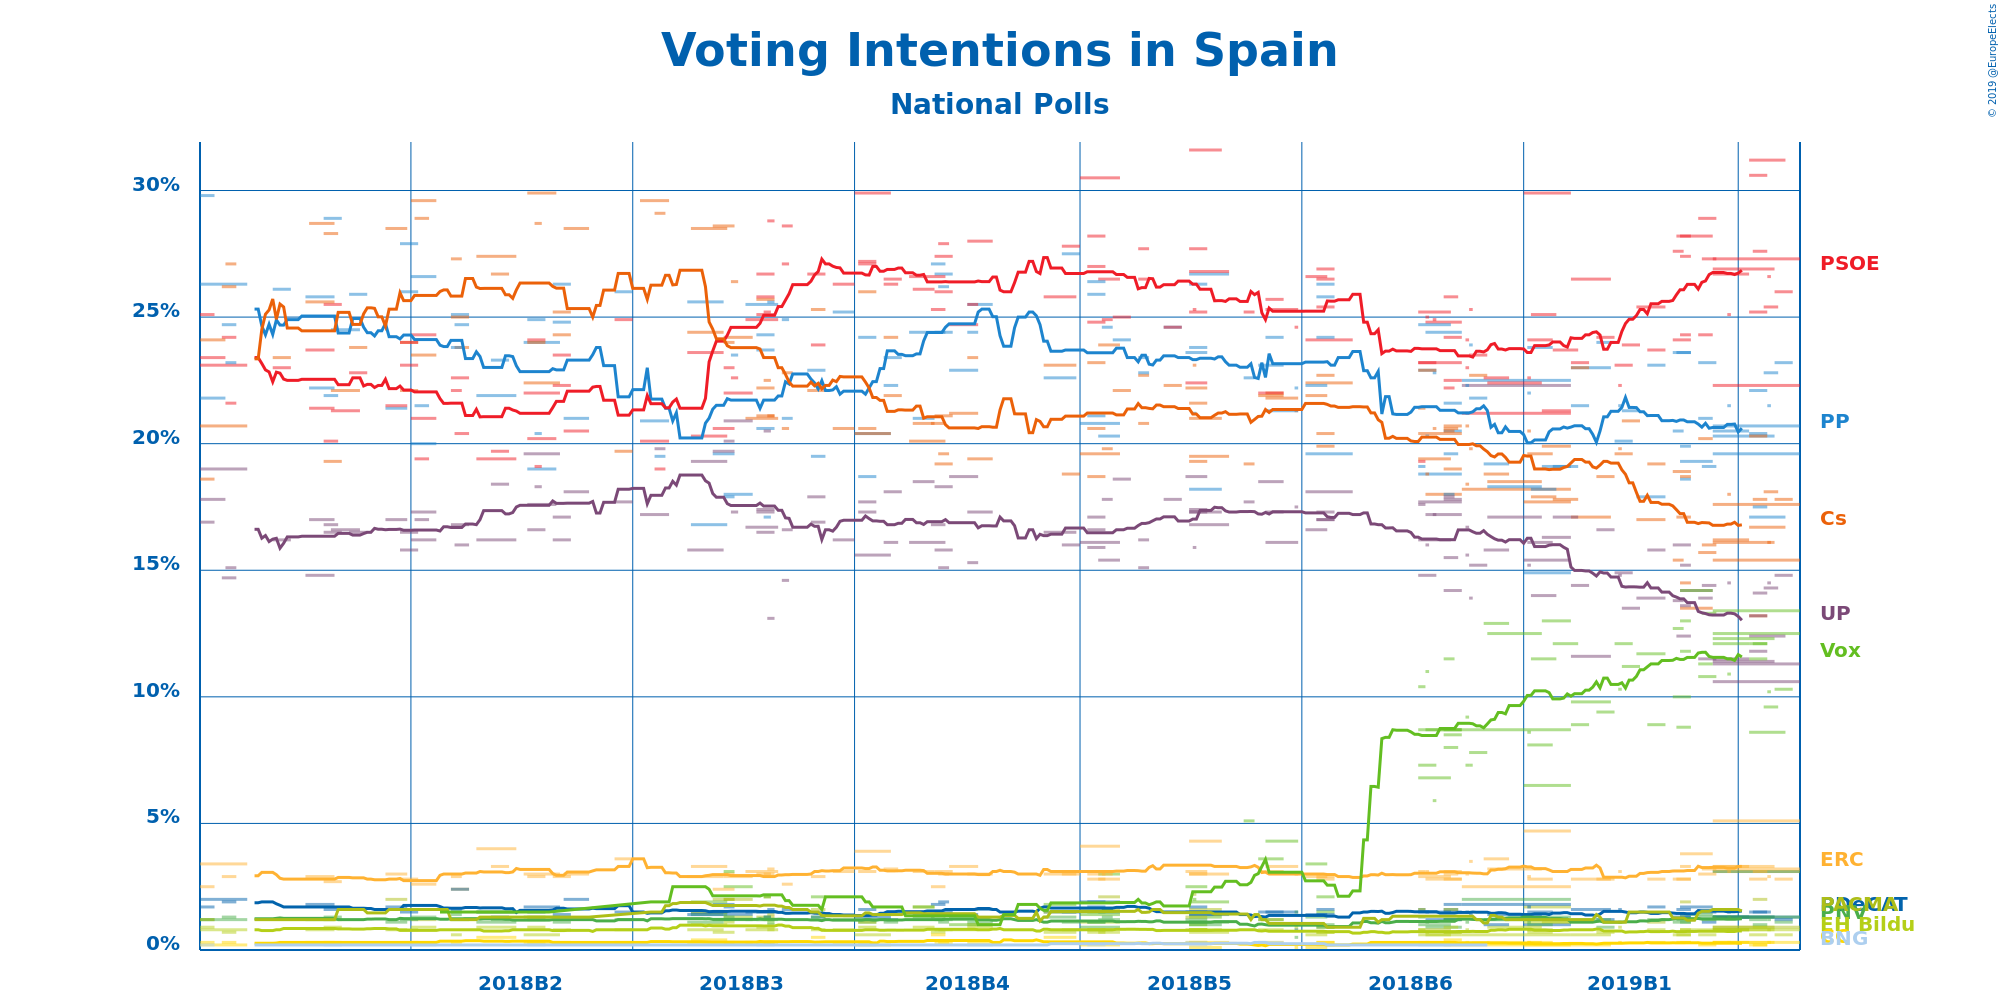 Voting Intentions in Spain
National Polls
© 2019 @EuropeElects
30%
25%
20%
15%
10%
5%
0%
PSOE
PP
Cs
UP
Vox
ERC
PDeCAT
PNV
EH Bildu
BNG
2018B2
2018B3
2018B4
2018B5
2018B6
2019B1